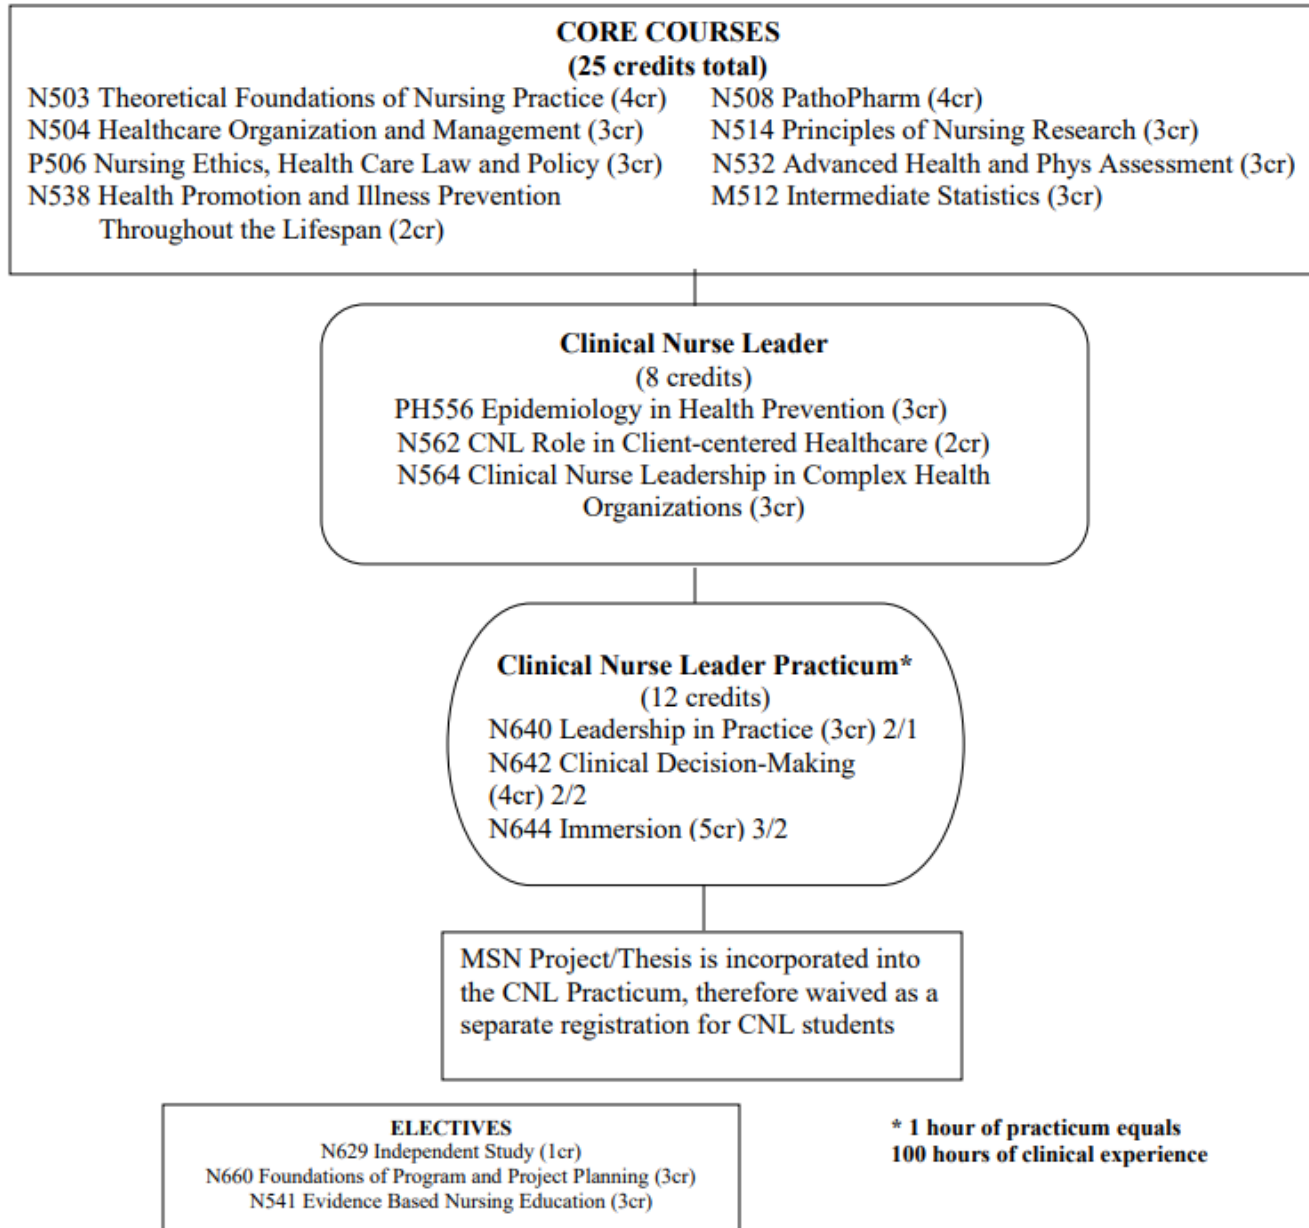 CORE COURSES
(25 credits total)
N503 Theoretical Foundations of Nursing Practice (4cr)
N504 Healthcare Organization and Management (3cr)
P506 Nursing Ethics, Health Care Law and Policy (3cr)
N538 Health Promotion and Illness Prevention
Throughout the Lifespan (2cr)
N508 PathoPharm (4cr)
N514 Principles of Nursing Research (3cr)
N532 Advanced Health and Phys Assessment (3cr)
M512 Intermediate Statistics (3cr)
Clinical Nurse Leader
(8 credits)
PH556 Epidemiology in Health Prevention (3cr)
N562 CNL Role in Client-centered Healthcare (2cr)
N564 Clinical Nurse Leadership in Complex Health
Organizations (3cr)
Clinical Nurse Leader Practicum*
(12 credits)
N640 Leadership in Practice (3cr) 2/1
N642 Clinical Decision-Making
(4cr) 2/2
N644 Immersion (5cr) 3/2
MSN Project/Thesis is incorporated into
the CNL Practicum, therefore waived as a
separate registration for CNL students
ELECTIVES
N629 Independent Study (1cr)
N660 Foundations of Program and Project Planning (3cr)
N541 Evidence Based Nursing Education (3cr)
* 1 hour of practicum equals
100 hours of clinical experience